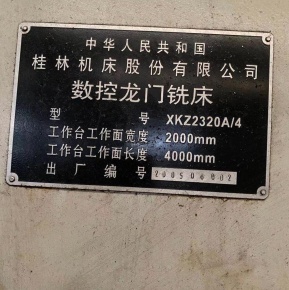 中华人民共和国
桂林机床股份有限公司
数控龙门铣床
型 号 XKZ2320A/4
工作台工作面宽度 2000mm
工作台工作面长度 4000mm
出厂编号